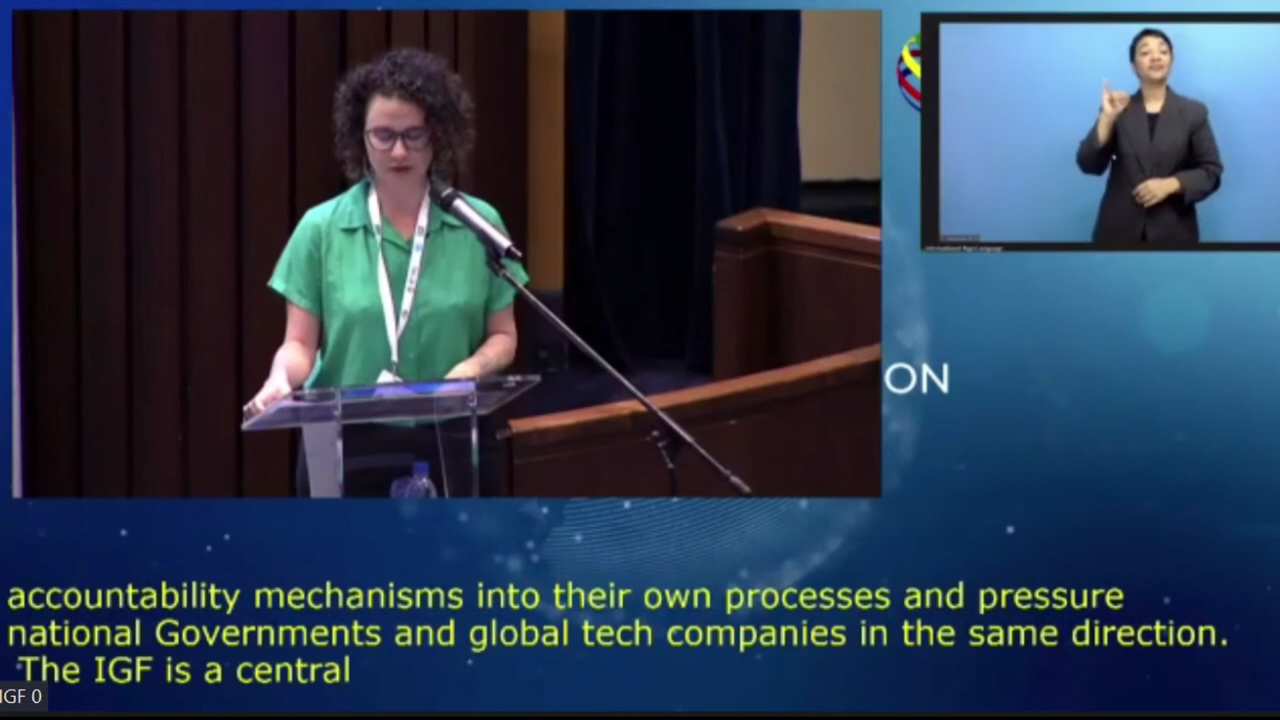 ON
accountability mechanisms into their own processes and pressure
national Governments and global tech companies in the same direction.
The IGF is a central
IGF 0